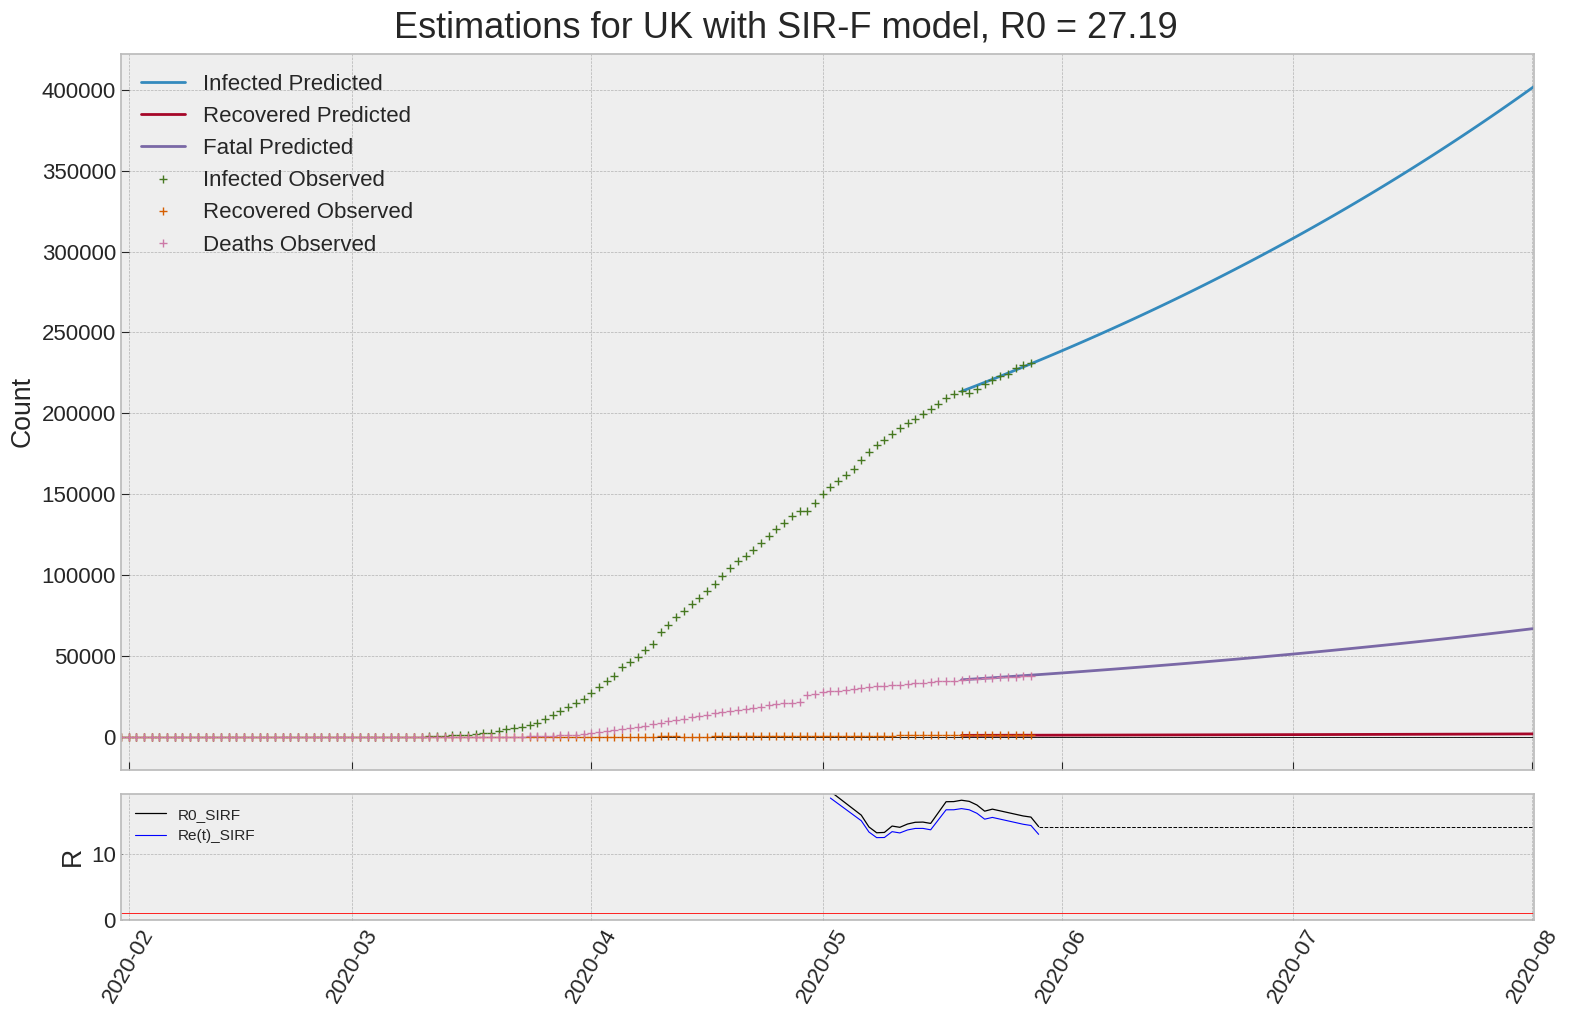 Estimations for UK with SIR-F model, R0 = 27.19
Infected Predicted
Recovered Predicted
Fatal Predicted
Infected Observed
Recovered Observed
Deaths Observed
400000
350000
300000
250000
200000
150000
100000
50000
0
Count
R0_SIRF
Re(t)_SIRF
10
0
R
2020-02
2020-03
2020-04
2020-05
2020-06
2020-07
2020-08